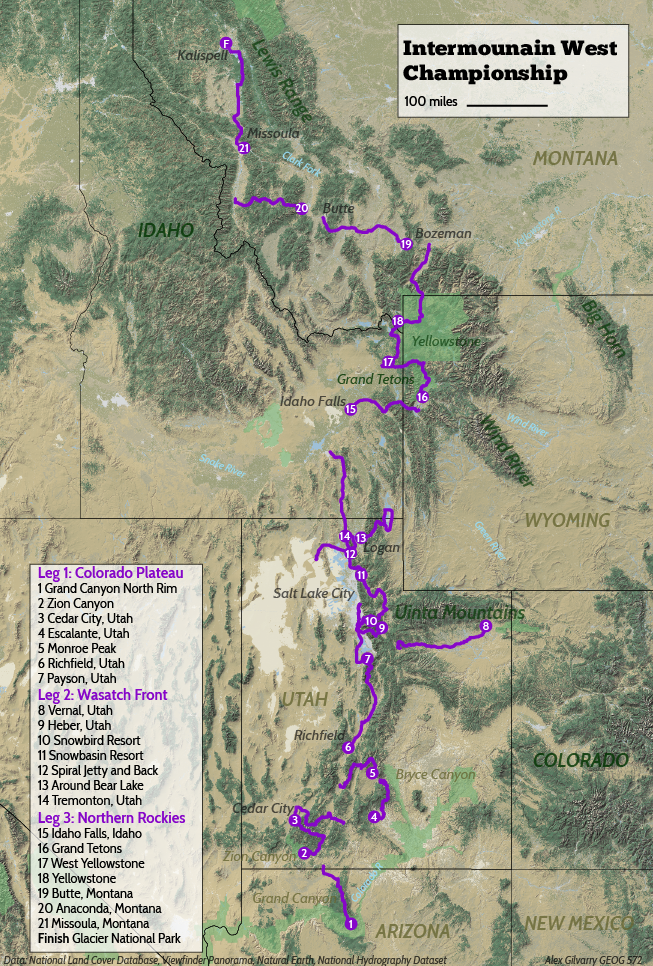 Intermounain West
Championship
100 miles
F
Kalispell
Lewis Range
Missoula
21
Clark Fork
MONTANA
20
Butte
IDAHO
19
Bozeman
Yellowstone R
18
Big Horn
Yellowstone
17
Grand Tetons
Idaho Falls
15
16
Wind River
Wind River
Snake River
WYOMING
Green River
14
13
Logan
12
11
Salt Lake City
Uinta Mountains
10
9
8
7
UTAH
Richfield
6
COLORADO
5
Bryce Canyon
Cedar City
3
4
Zion Canyon
2
Colorado R
Grand Canyon
1
ARIZONA
NEW MEXICO
Leg 1: Colorado Plateau
1 Grand Canyon North Rim
2 Zion Canyon
3 Cedar City, Utah
4 Escalante, Utah
5 Monroe Peak
6 Richfield, Utah
7 Payson, Utah
Leg 2: Wasatch Front
8 Vernal, Utah
9 Heber, Utah
10 Snowbird Resort
11 Snowbasin Resort
12 Spiral Jetty and Back
13 Around Bear Lake
14 Tremonton, Utah
Leg 3: Northern Rockies
15 Idaho Falls, Idaho
16 Grand Tetons
17 West Yellowstone
18 Yellowstone
19 Butte, Montana
20 Anaconda, Montana
21 Missoula, Montana
Finish Glacier National Park
Data: National Land Cover Database, Viewfinder Panorama, Natural Earth, National Hydrography Dataset
Alex Gilvarry GEOG 572